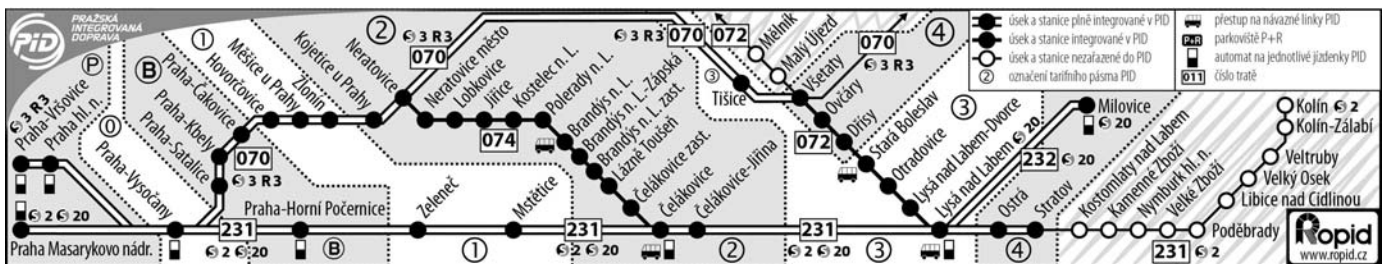 PRAŽSKÁ
INTEGROVANÁ
DOPRAVA
PiD
P
S 3 R3
Praha-Vršovice
Praha hl. n.
S 2 S 20
Praha Masarykovo nádr.
0
Praha-Vysočany
B
Praha-Satalice
Praha-Kbely
Praha-Čakovice
070
S 3 R3
231
S 2 S 20
Praha-Horní Počernice
B
1
Hovorčovice
Měšice u Prahy
Zlonín
Kojetice u Prahy
Zeleneč
1
Mstětice
2
S 3 R3
070
Neratovice
Neratovice město
Lobkovice
Jiřice
Kostelec n. L.
Polerady n. L.
074
Brandýs n. L.
Brandýs n. L.-Zápská
Brandýs n. L. zast.
Lázne Toušeň
Čelákovice zast.
231
S 2 S 20
Čelákovice
Čelákovice-Jiřina
2
S 3 R3
070
072
3
Tišice
Mělník
Malý Újezd
Všetaty
070
S 3 R3
4
Ovčáry
Dřísy
072
Stará Boleslav
Otradovice
Lysá nad Labem-Dvorce
Lysá nad Labem
S 20
3
231
S 2 S 20
3
232
S 20
Milovice
S 20
Ostrá
Stratov
4
Kostomlaty nad Labem
Kamenné Zboží
Nymburk hl. n.
Velké Zboží
231
S 2
Poděbrady
Libice nad Cidlinou
Velký Osek
Veltruby
Kolín-Zálabí
Kolín S 2
úsek a stanice plně integrované v PID
úsek a stanice integrované v PID
úsek a stanice nezařazené do PID
2 označení tarifního pásma PID
přestup na návazné linky PID
P+R parkoviště P+R
automat na jednotlivé jízdenky PID
011 číslo tratě
Ropid
www.ropid.cz